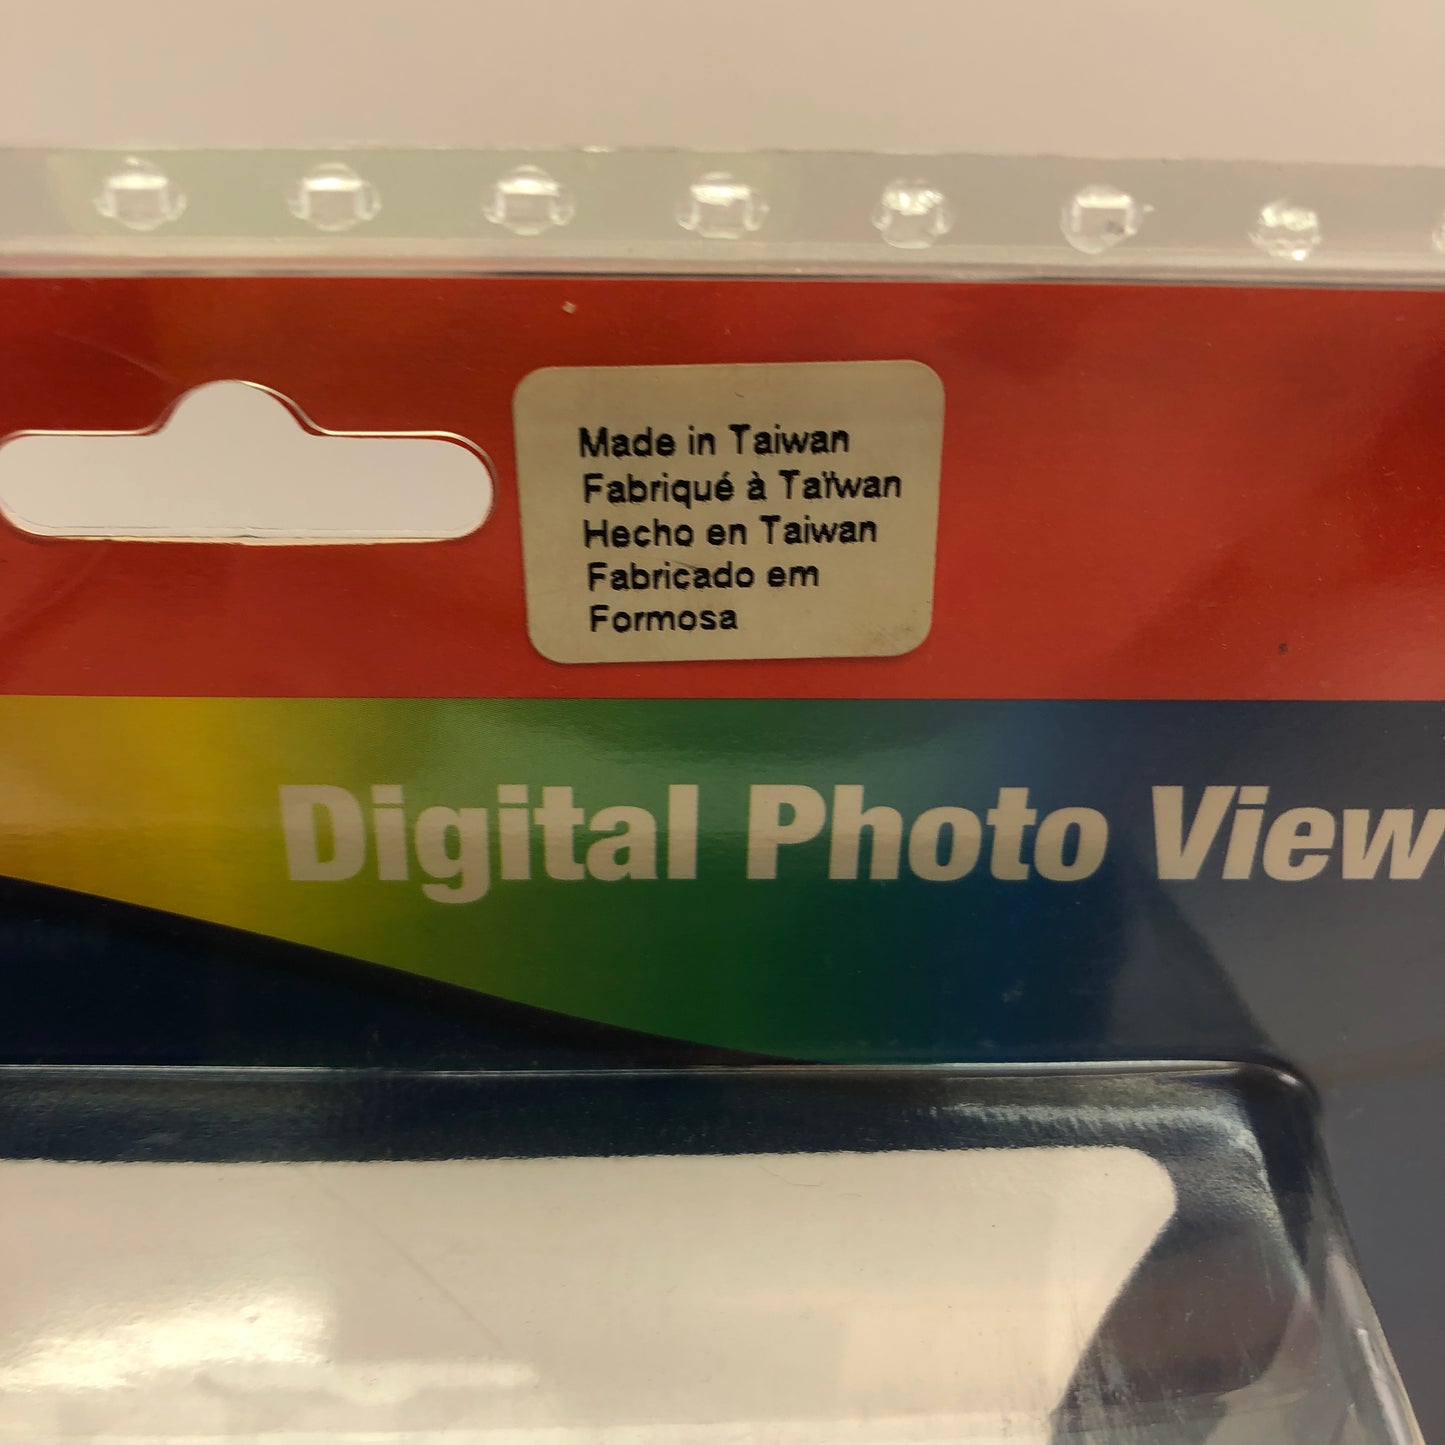 Made in Taiwan
Fabriqué à Taïwan
Hecho en Taiwan
Fabricado em
Formosa
Digital Photo View